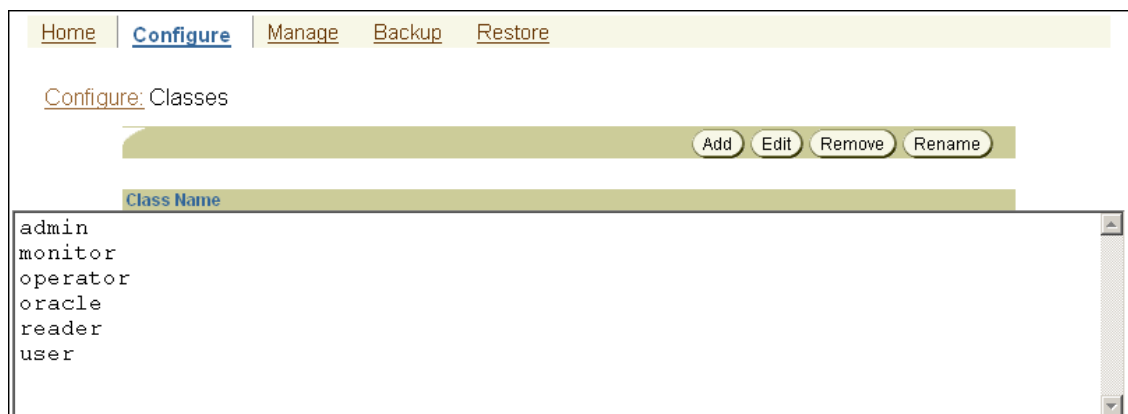 Home Configure Manage Backup Restore
Configure: Classes
Add Edit Remove Rename
Class Name
admin
monitor
operator
oracle
reader
user